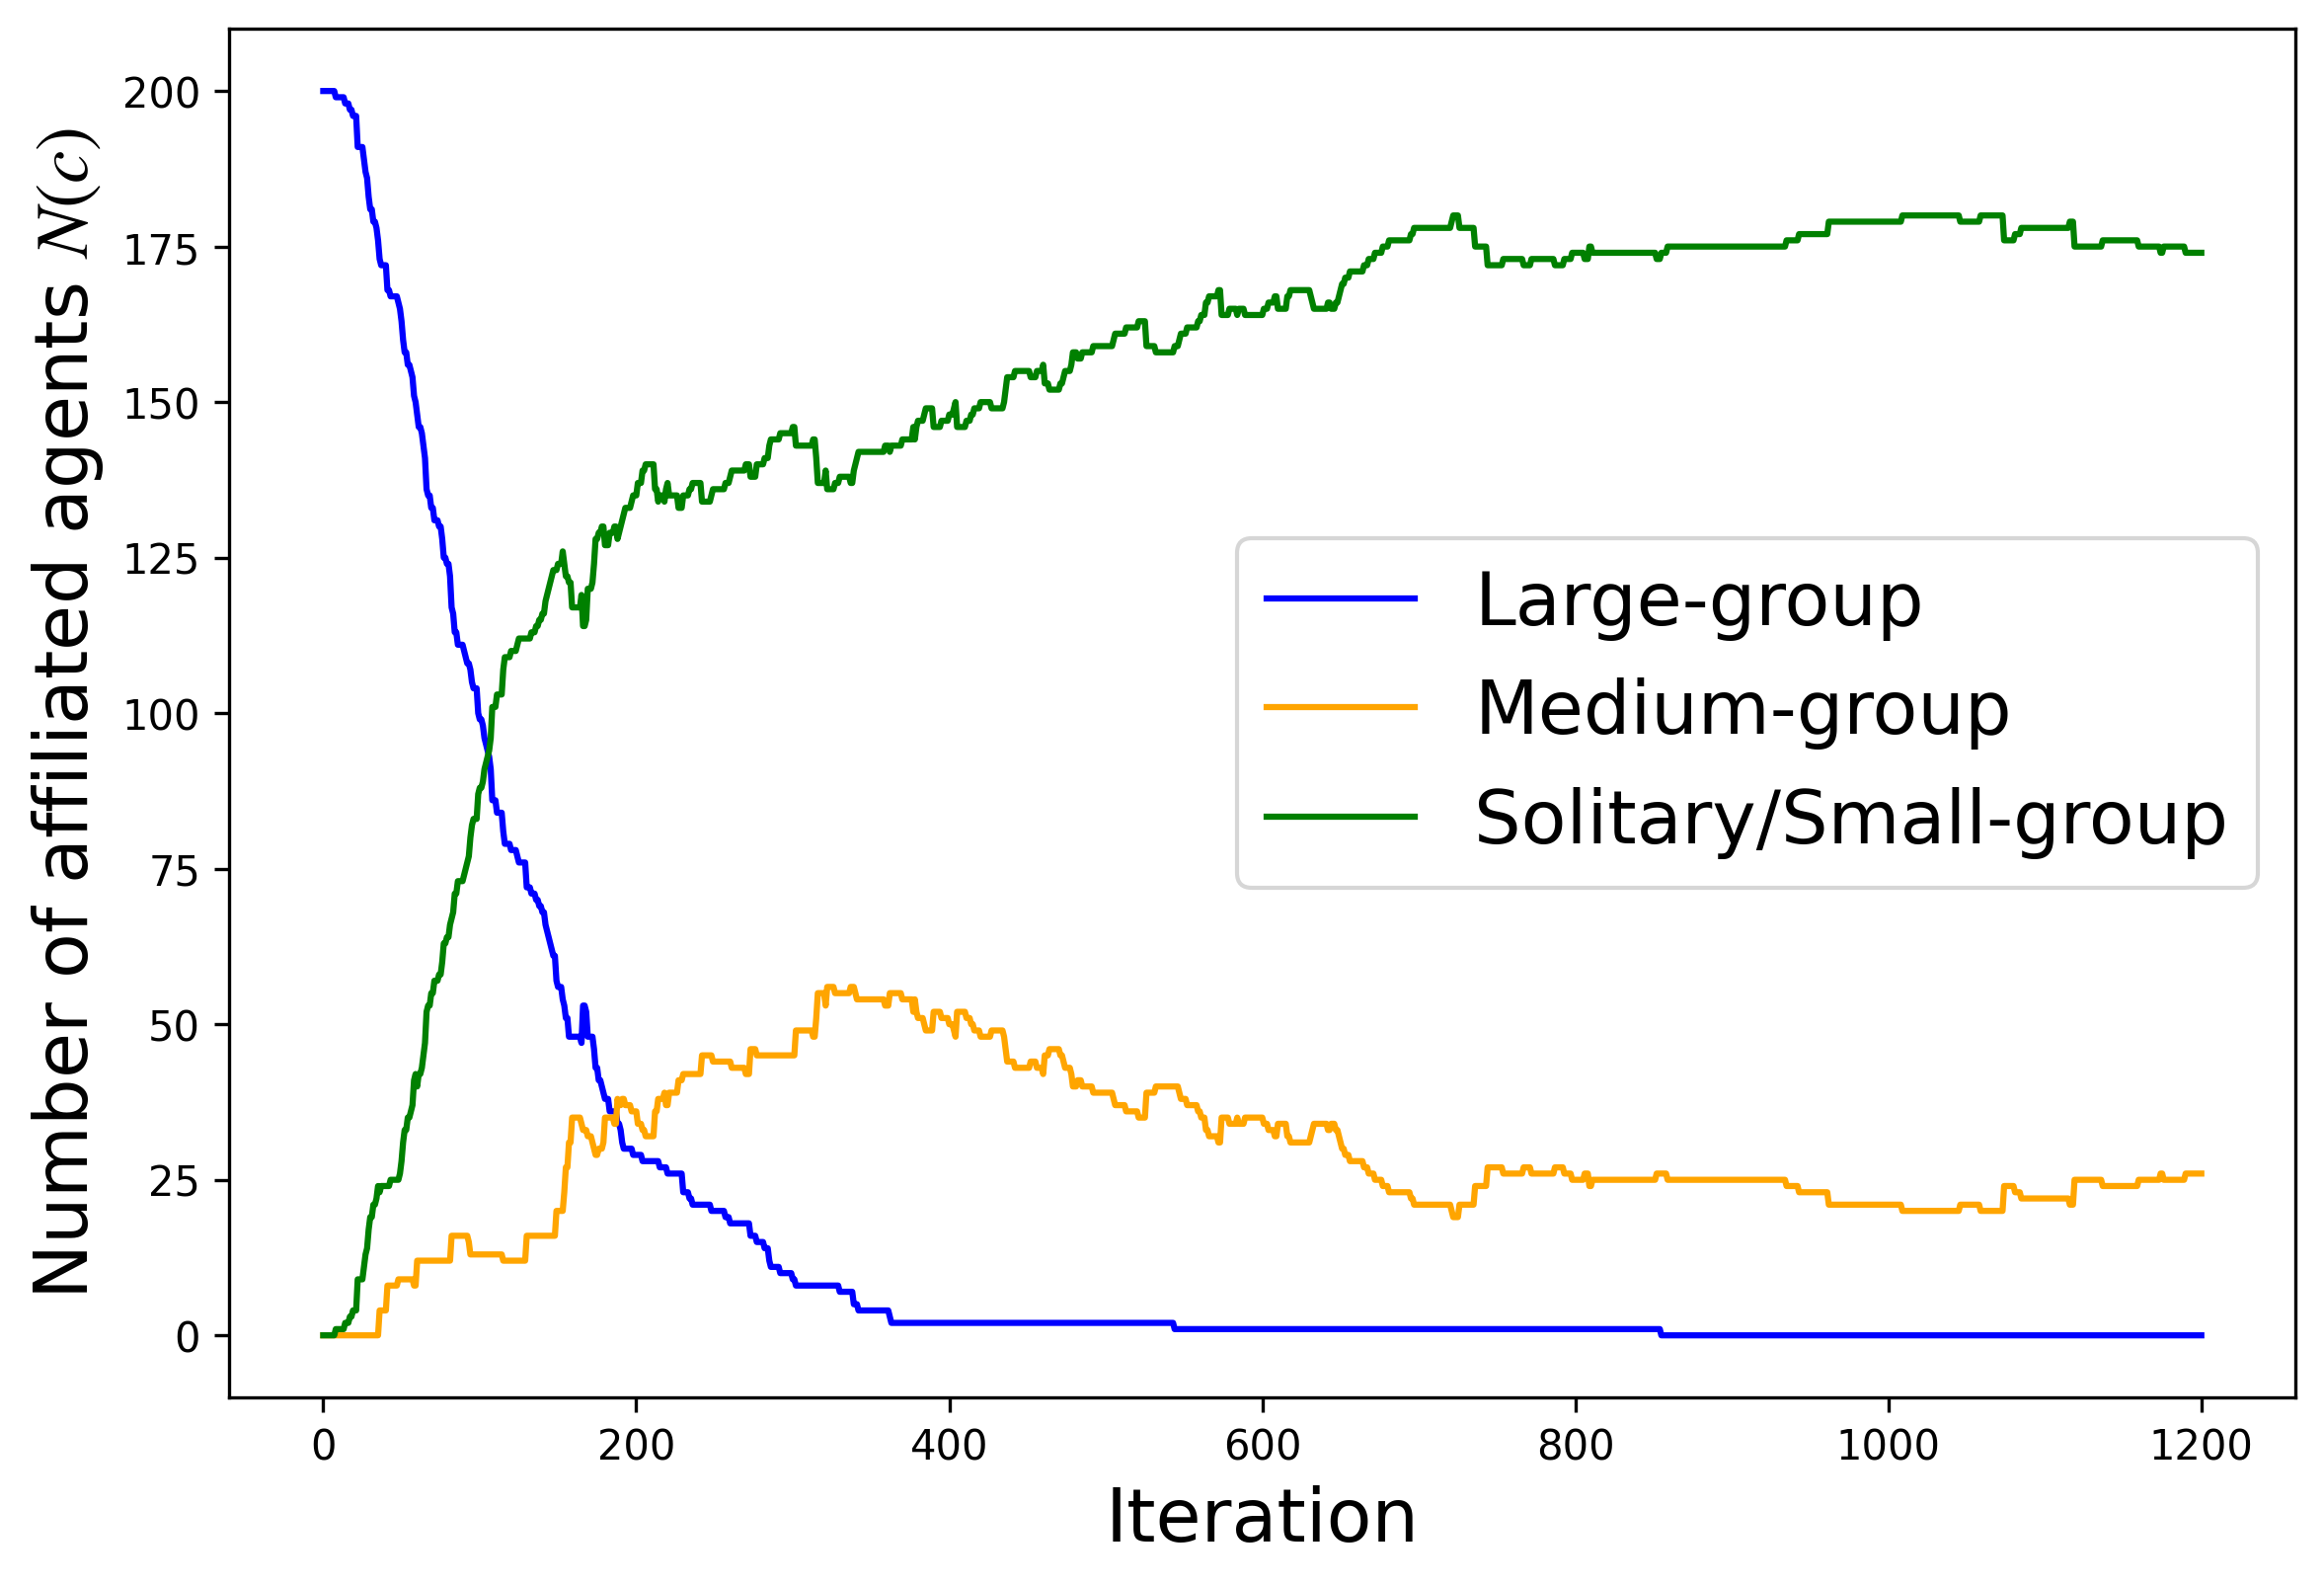 Number of affiliated agents N(c)
200
175
150
125
100
75
50
25
0
Large-group
Medium-group
Solitary/Small-group
0 200 400 600 800 1000 1200
Iteration